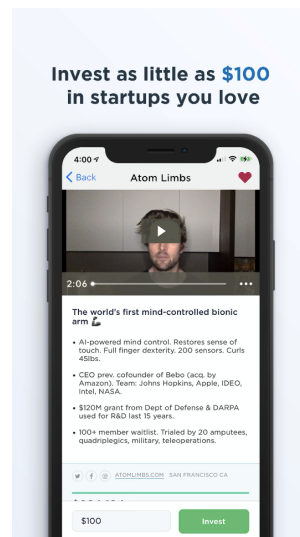 Invest as little as $100
in startups you love
4:00
Back
Atom Limbs
2:06
The world's first mind-controlled bionic
arm
• AI-powered mind control. Restores sense of
touch. Full finger dexterity. 200 sensors. Curls
45lbs.
• CEO prev. cofounder of Bebo (acq. by
Amazon). Team: Johns Hopkins, Apple, IDEO,
Intel, NASA.
• $120M grant from Dept of Defense & DARPA
used for R&D last 15 years.
• 100+ member waitlist. Trialed by 20 amputees,
quadriplegics, military, teleoperations.
ATOMLIMBS.COM SAN FRANCISCO CA
$100
Invest